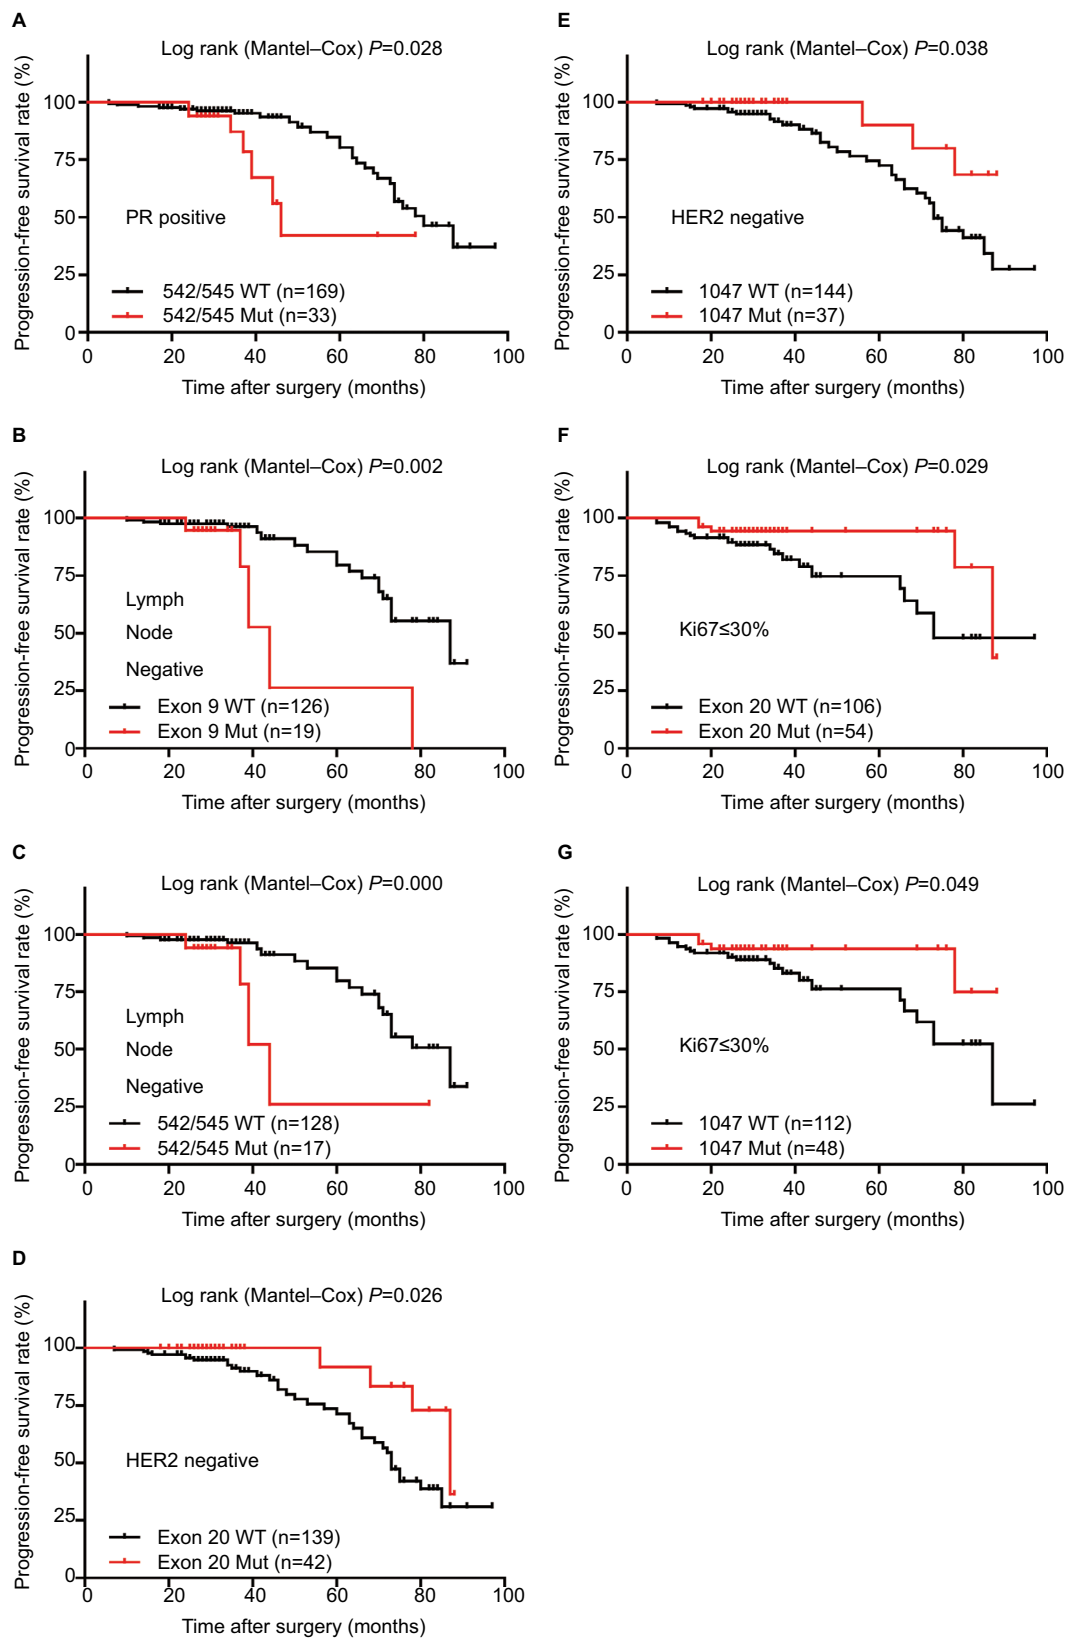 A
Log rank (Mantel–Cox) P=0.028
Progression-free survival rate (%)
100
75
50
25
0
PR positive
542/545 WT (n=169)
542/545 Mut (n=33)
0 20 40 60 80 100
Time after surgery (months)
B
Log rank (Mantel–Cox) P=0.002
Progression-free survival rate (%)
100
75
50
25
0
Lymph
Node
Negative
Exon 9 WT (n=126)
Exon 9 Mut (n=19)
0 20 40 60 80 100
Time after surgery (months)
C
Log rank (Mantel–Cox) P=0.000
Progression-free survival rate (%)
100
75
50
25
0
Lymph
Node
Negative
542/545 WT (n=128)
542/545 Mut (n=17)
0 20 40 60 80 100
Time after surgery (months)
D
Log rank (Mantel–Cox) P=0.026
Progression-free survival rate (%)
100
75
50
25
0
HER2 negative
Exon 20 WT (n=139)
Exon 20 Mut (n=42)
0 20 40 60 80 100
Time after surgery (months)
E
Log rank (Mantel–Cox) P=0.038
Progression-free survival rate (%)
100
75
50
25
0
HER2 negative
1047 WT (n=144)
1047 Mut (n=37)
0 20 40 60 80 100
Time after surgery (months)
F
Log rank (Mantel–Cox) P=0.029
Progression-free survival rate (%)
100
75
50
25
0
Ki67≤30%
Exon 20 WT (n=106)
Exon 20 Mut (n=54)
0 20 40 60 80 100
Time after surgery (months)
G
Log rank (Mantel–Cox) P=0.049
Progression-free survival rate (%)
100
75
50
25
0
Ki67≤30%
1047 WT (n=112)
1047 Mut (n=48)
0 20 40 60 80 100
Time after surgery (months)